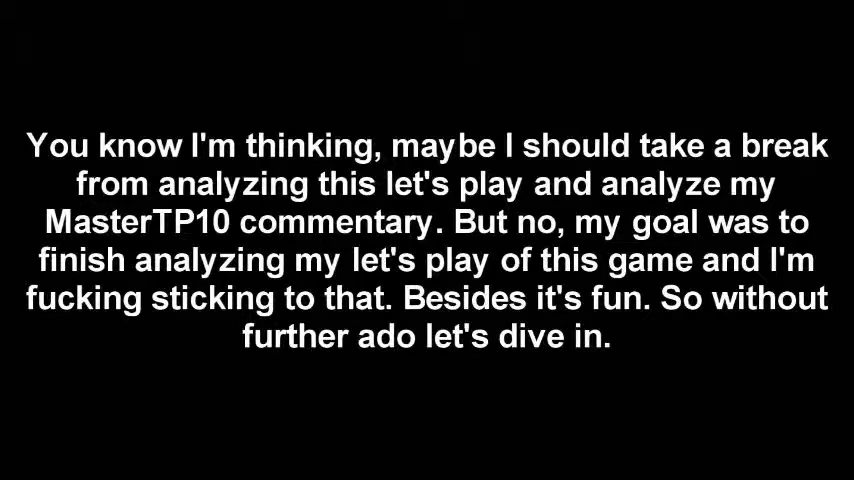 You know I'm thinking, maybe I should take a break
from analyzing this let's play and analyze my
MasterTP10 commentary. But no, my goal was to
finish analyzing my let's play of this game and I'm
fucking sticking to that. Besides it's fun. So without
further ado let's dive in.